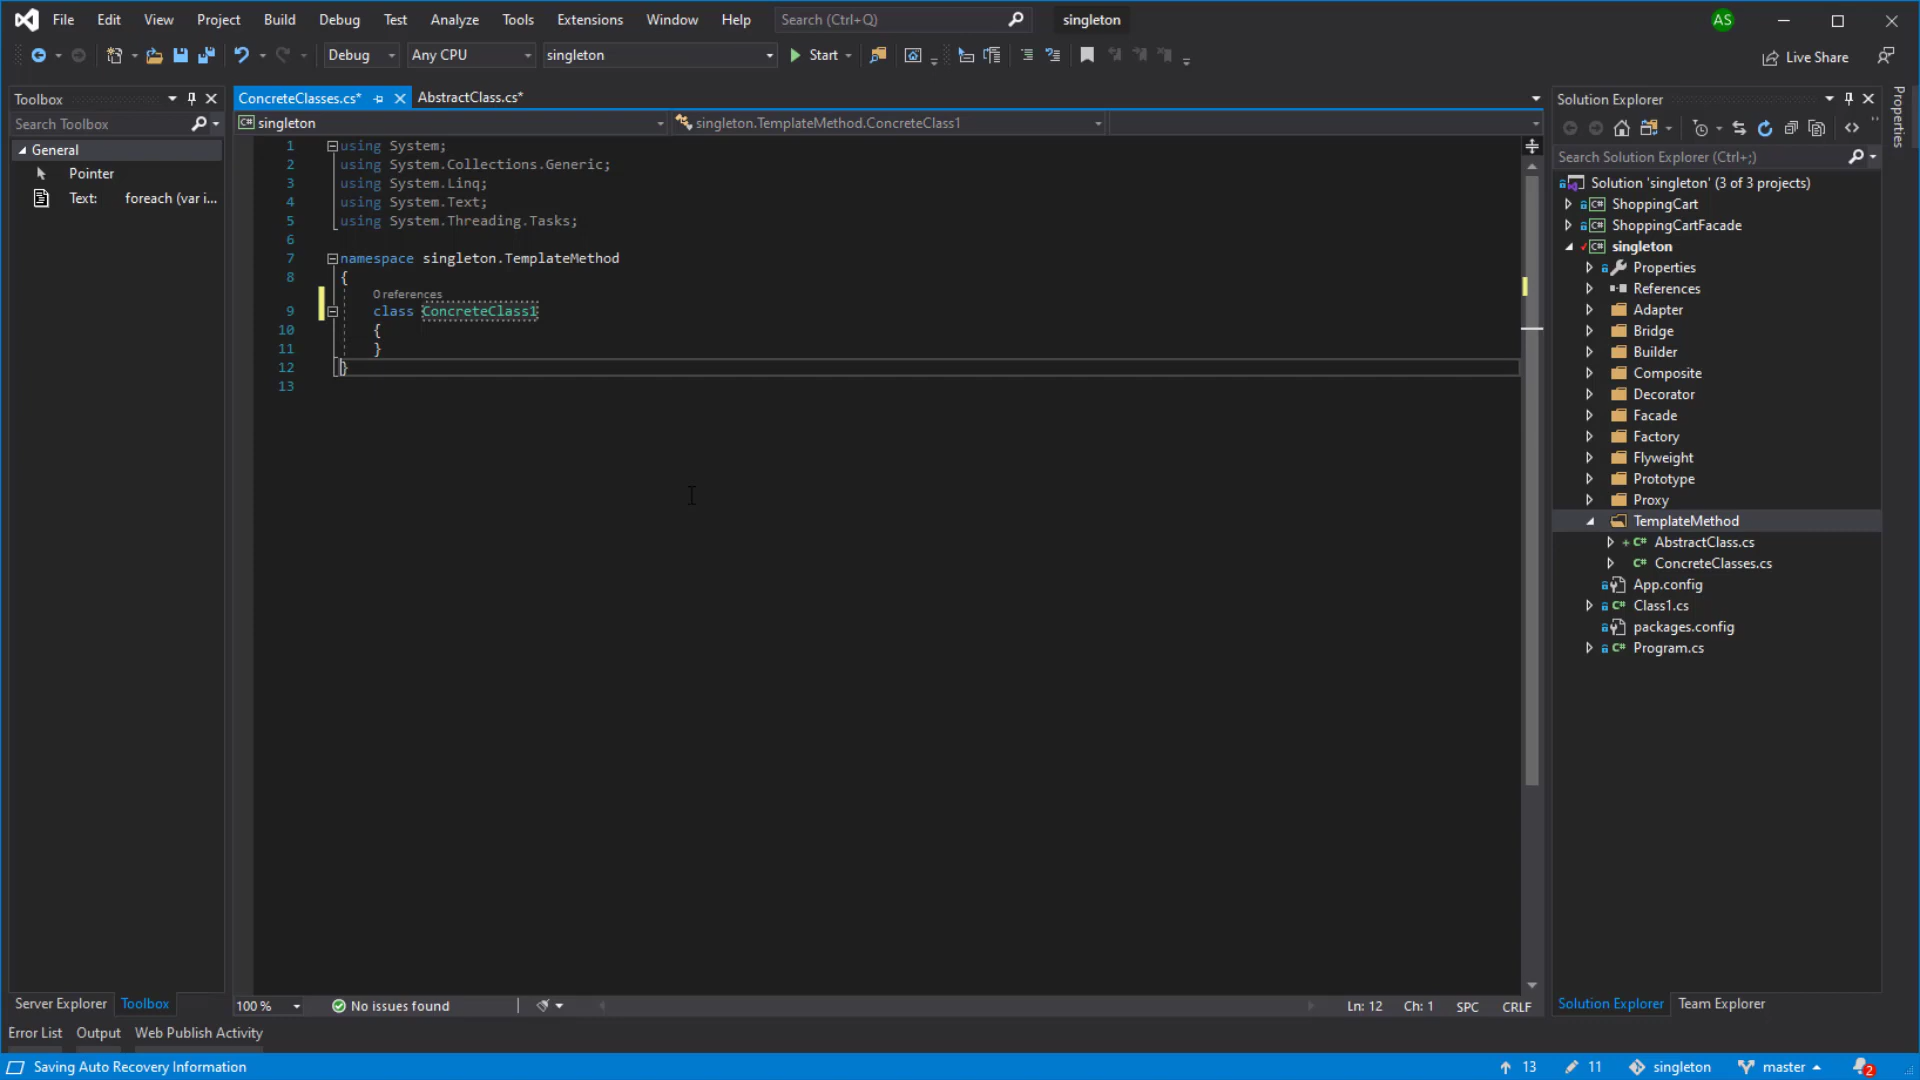 File Edit View Project Build Debug Test Analyze Tools Extensions Window Help Search (Ctrl+Q) singleton AS
Debug Any CPU singleton Start Live Share
Toolbox
Search Toolbox
General
Pointer
Text: foreach (var i...
Server Explorer Toolbox
ConcreteClasses.cs* AbstractClass.cs*
singleton singleton.TemplateMethod.ConcreteClass1
1 using System;
2 using System.Collections.Generic;
3 using System.Linq;
4 using System.Text;
5 using System.Threading.Tasks;
6
7 namespace singleton.TemplateMethod
8 {
0 references
9 class ConcreteClass1
10 {
11 }
12 }
13
100 % No issues found Ln: 12 Ch: 1 SPC CRLF
Solution Explorer
Search Solution Explorer (Ctrl+;)
Solution 'singleton' (3 of 3 projects)
C# ShoppingCart
C# ShoppingCartFacade
C# singleton
Properties
References
Adapter
Bridge
Builder
Composite
Decorator
Facade
Factory
Flyweight
Prototype
Proxy
TemplateMethod
C# AbstractClass.cs
C# ConcreteClasses.cs
App.config
C# Class1.cs
packages.config
C# Program.cs
Solution Explorer Team Explorer
Properties
Error List Output Web Publish Activity
Saving Auto Recovery Information 13 11 singleton master 2